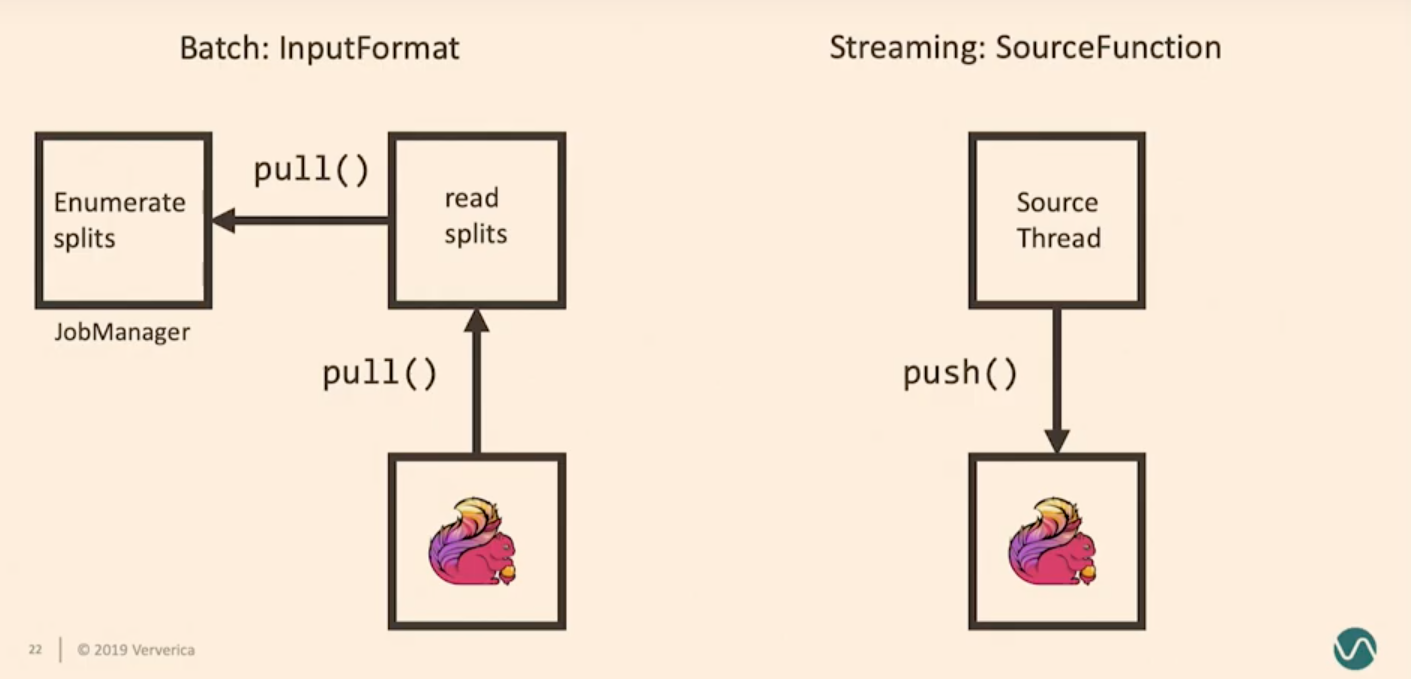 Batch: InputFormat
Streaming: SourceFunction
Enumerate
splits
pull()
read
splits
Source
Thread
JobManager
pull()
push()
22 | © 2019 Ververica